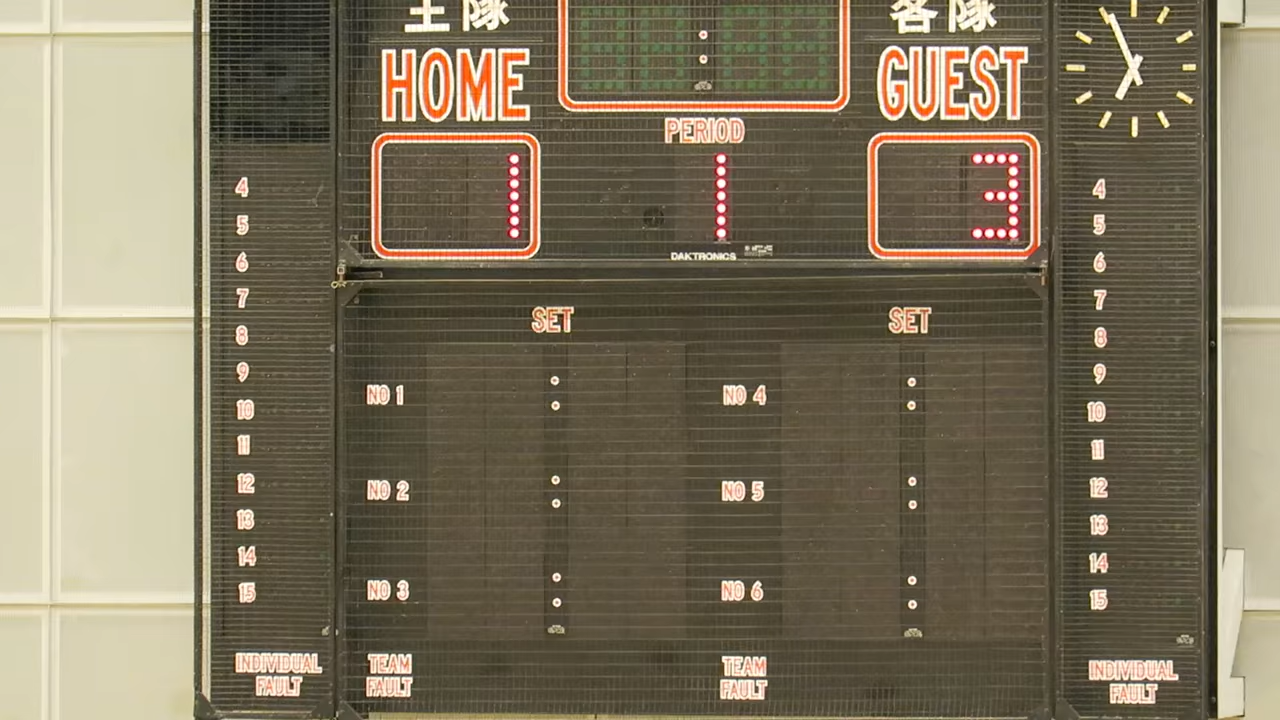 主隊
客隊
HOME
GUEST
PERIOD
1
1
3
DAKTRONICS
4
5
6
7
8
9
10
11
12
13
14
15
INDIVIDUAL
FAULT
SET
SET
NO 1
NO 4
NO 2
NO 5
NO 3
NO 6
TEAM
FAULT
TEAM
FAULT
4
5
6
7
8
9
10
11
12
13
14
15
INDIVIDUAL
FAULT